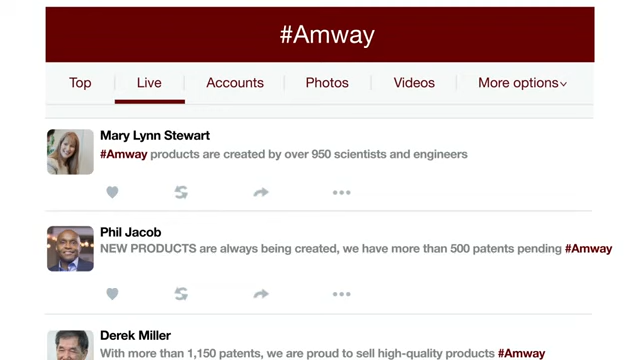 #Amway
Top
Live
Accounts
Photos
Videos
More options
Mary Lynn Stewart
#Amway products are created by over 950 scientists and engineers
Phil Jacob
NEW PRODUCTS are always being created, we have more than 500 patents pending #Amway
Derek Miller
With more than 1,150 patents, we are proud to sell high-quality products #Amway